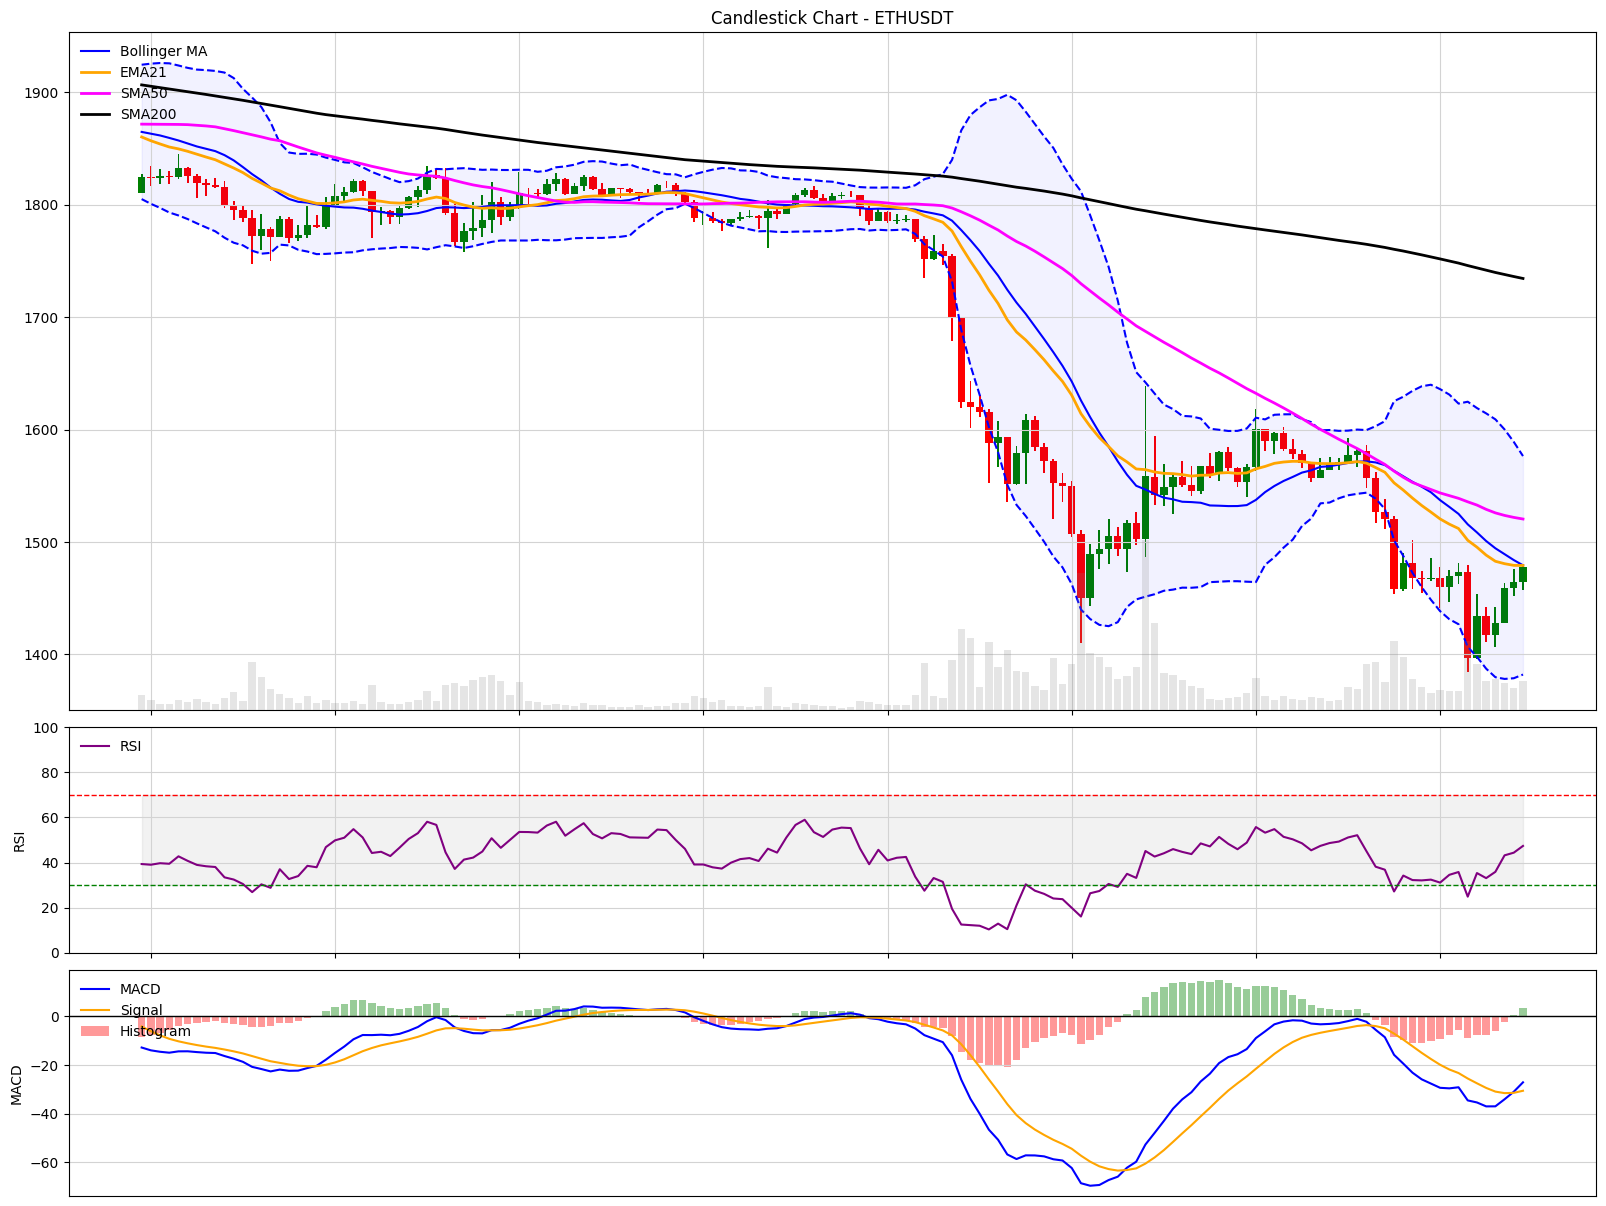 Candlestick Chart - ETHUSDT
Bollinger MA
EMA21
SMA50
SMA200
1900
1800
1700
1600
1500
1400
RSI
100
80
60
40
20
0
RSI
MACD
Signal
Histogram
0
−20
−40
−60
MACD